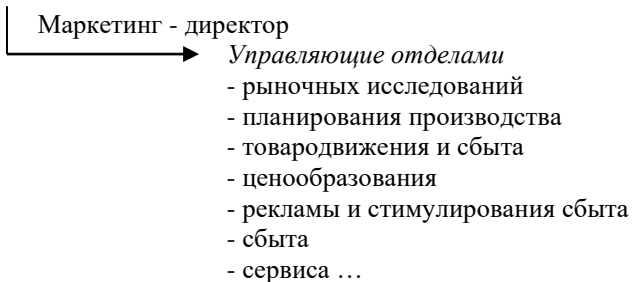 Маркетинг - директор
Управляющие отделами
- рыночных исследований
- планирования производства
- товародвижения и сбыта
- ценообразования
- рекламы и стимулирования сбыта
- сбыта
- сервиса …